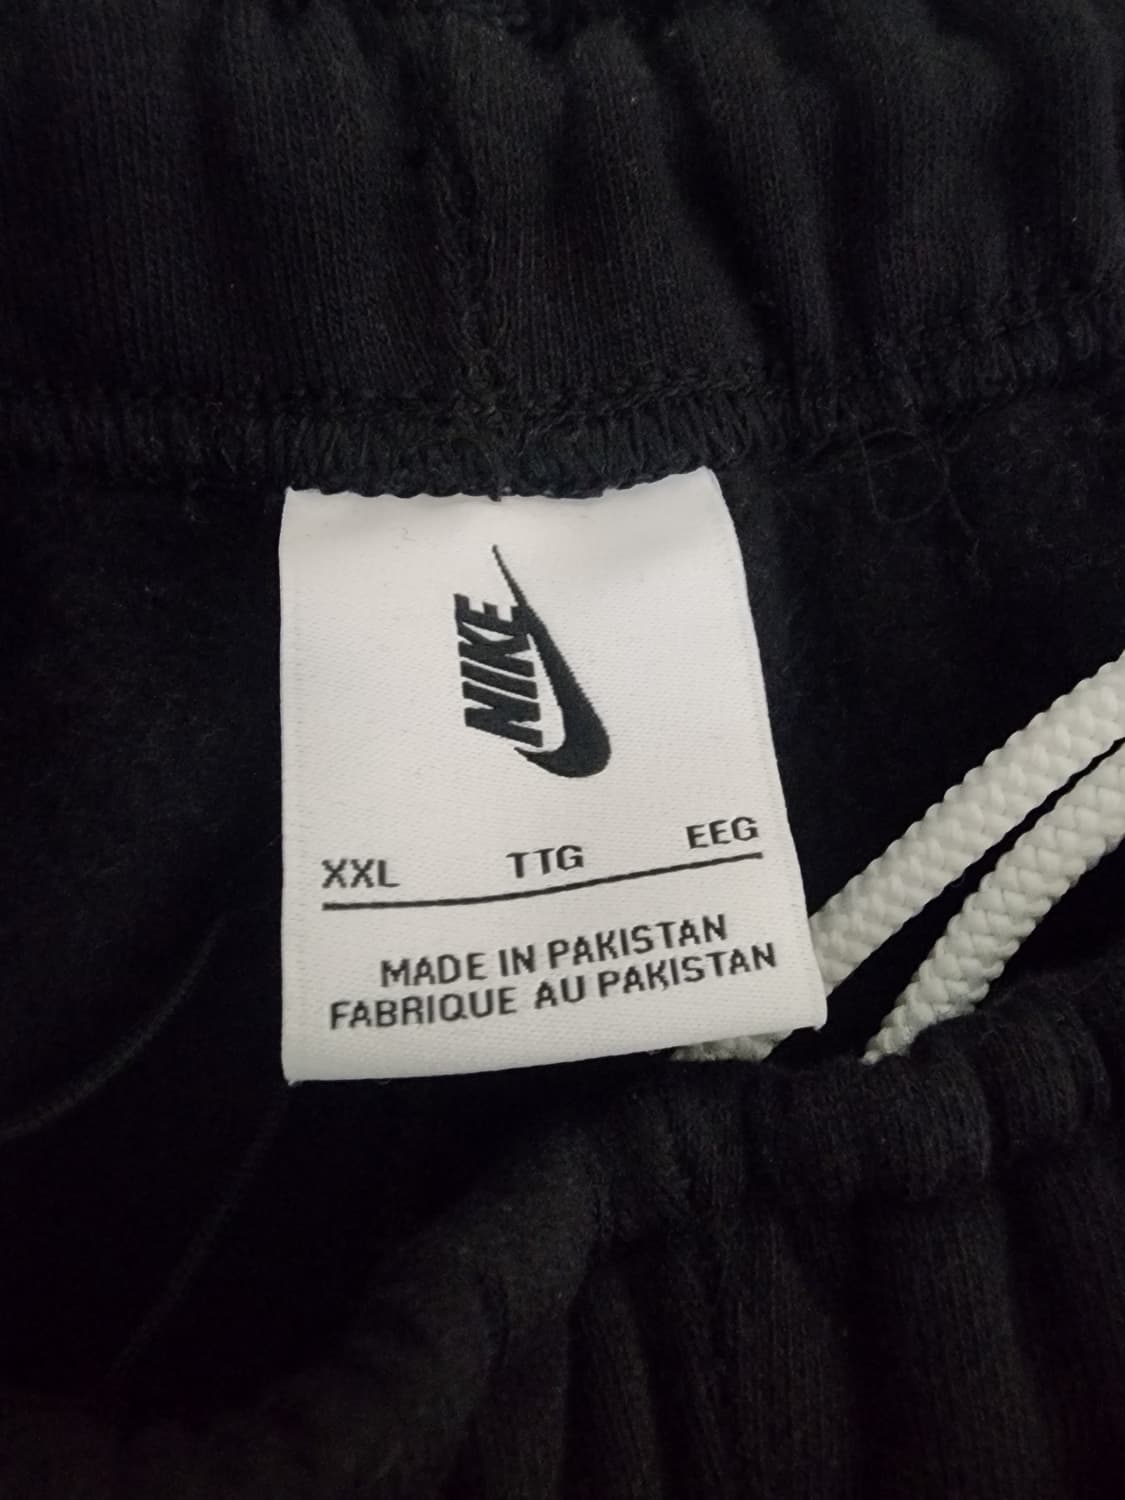 NIKE
XXL TTG EEG
MADE IN PAKISTAN
FABRIQUE AU PAKISTAN